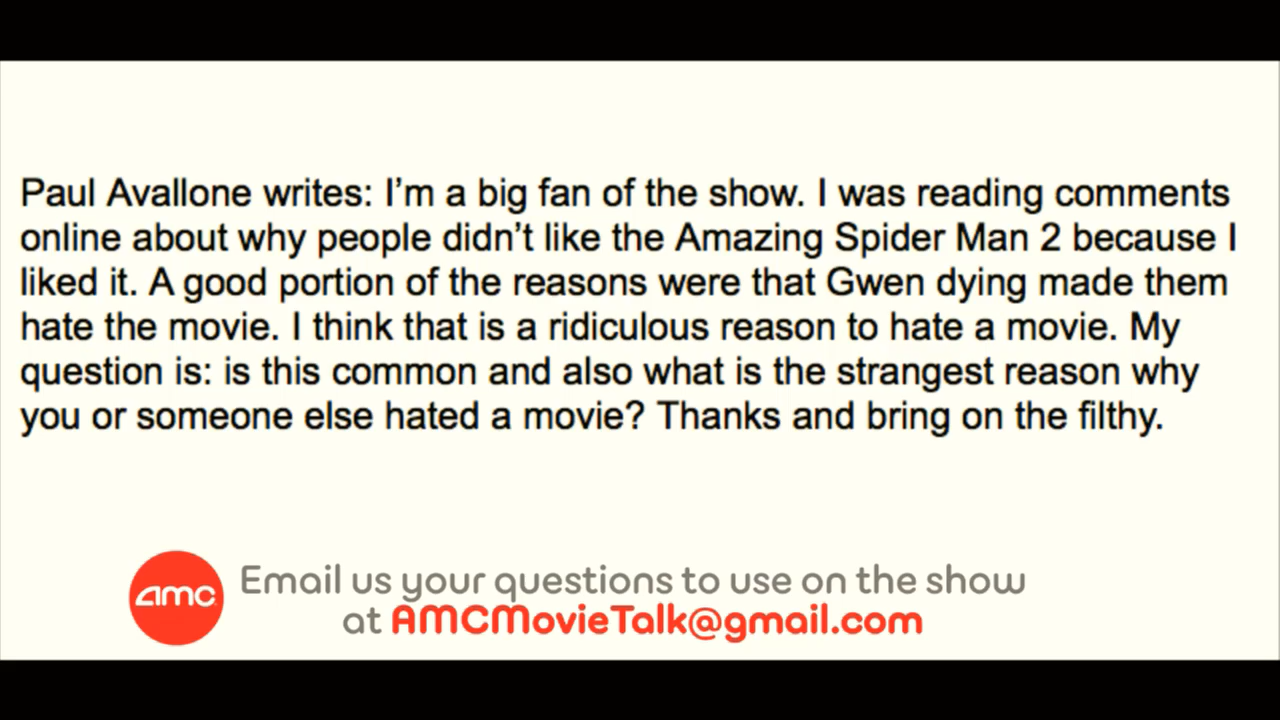 Paul Avallone writes: I’m a big fan of the show. I was reading comments
online about why people didn’t like the Amazing Spider Man 2 because I
liked it. A good portion of the reasons were that Gwen dying made them
hate the movie. I think that is a ridiculous reason to hate a movie. My
question is: is this common and also what is the strangest reason why
you or someone else hated a movie? Thanks and bring on the filthy.
amc
Email us your questions to use on the show
at AMCMovieTalk@gmail.com